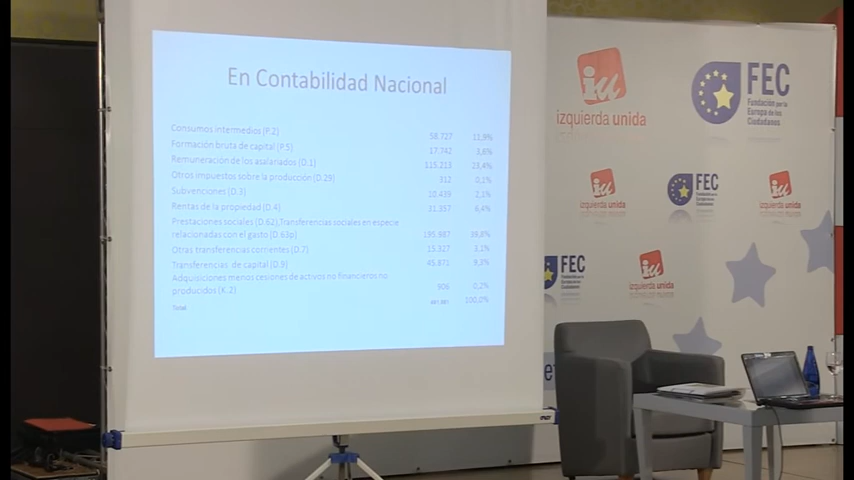 En Contabilidad Nacional
Consumos intermedios (P.2) 58.727 11,9%
Formación bruta de capital (P.5) 17.742 3,6%
Remuneración de los asalariados (D.1) 115.213 23,4%
Otros impuestos sobre la producción (D.29) 312 0,1%
Subvenciones (D.3) 10.439 2,1%
Rentas de la propiedad (D.4) 31.357 6,4%
Prestaciones sociales (D.62),Transferencias sociales en especie
relacionadas con el gasto (D.63p) 195.987 39,8%
Otras transferencias corrientes (D.7) 15.327 3,1%
Transferencias de capital (D.9) 45.871 9,3%
Adquisiciones menos cesiones de activos no financieros no
producidos (K.2) 906 0,2%
Total 100,0%
iu
izquierda unida
FEC
Fundación por la
Europa de los
Ciudadanos
iu
izquierda unida
FEC
iu
izquierda unida
FEC
iu
izquierda unida